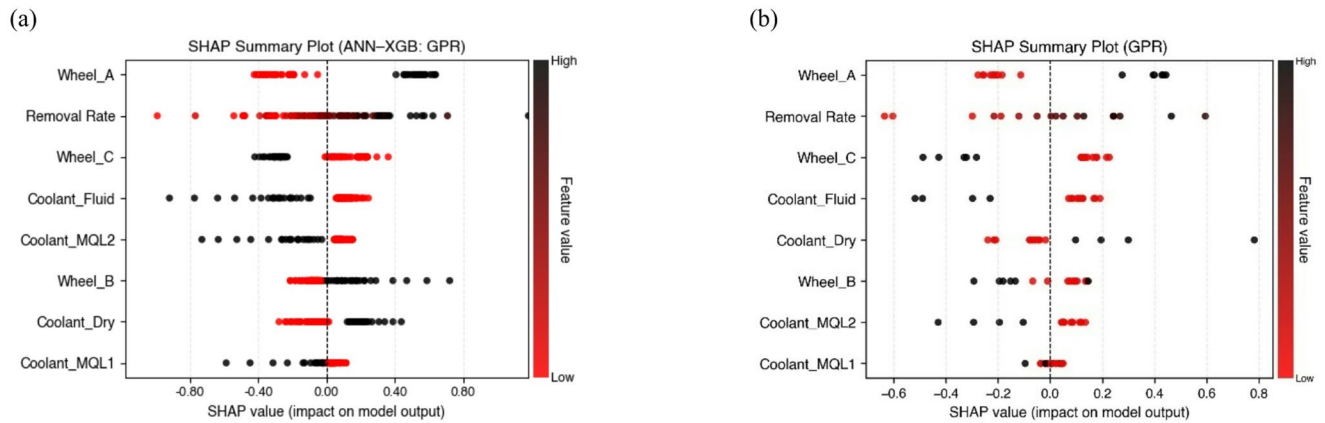 (a)
SHAP Summary Plot (ANN–XGB: GPR)
Wheel_A
Removal Rate
Wheel_C
Coolant_Fluid
Coolant_MQL2
Wheel_B
Coolant_Dry
Coolant_MQL1
-0.80 -0.40 0.00 0.40 0.80
SHAP value (impact on model output)
High
Feature value
Low
(b)
SHAP Summary Plot (GPR)
Wheel_A
Removal Rate
Wheel_C
Coolant_Fluid
Coolant_Dry
Wheel_B
Coolant_MQL2
Coolant_MQL1
−0.6 −0.4 −0.2 0.0 0.2 0.4 0.6 0.8
SHAP value (impact on model output)
High
Feature value
Low